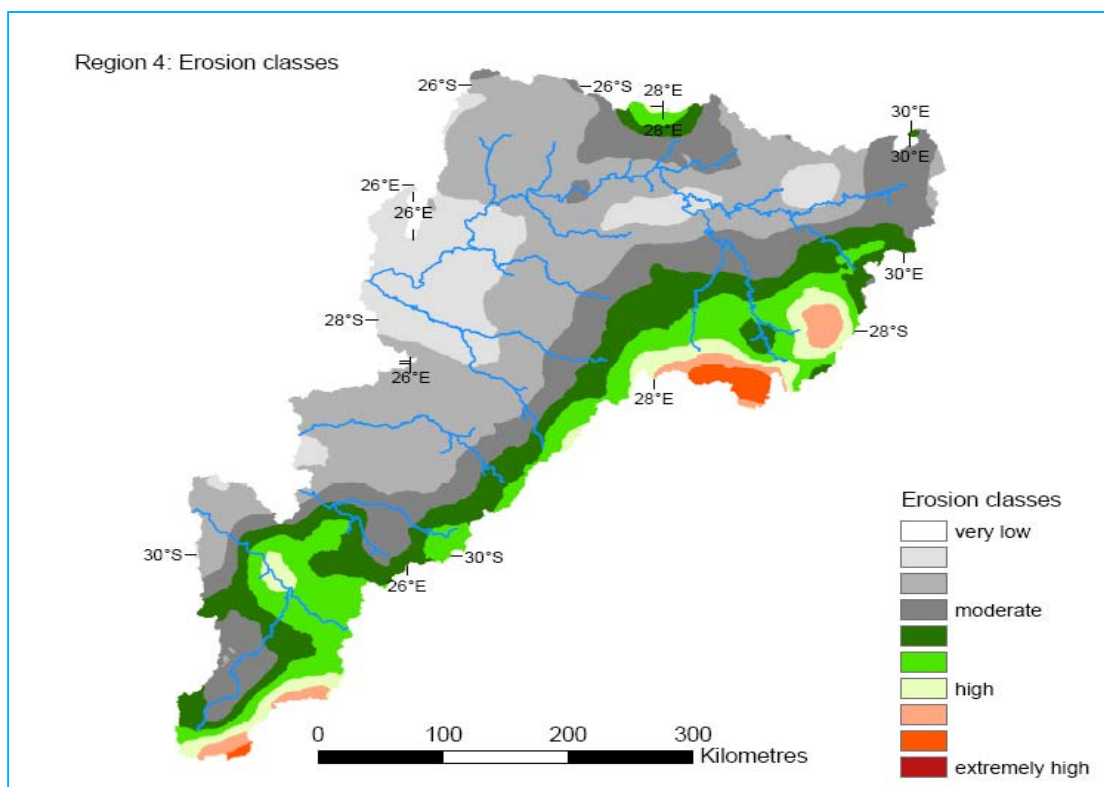 Region 4: Erosion classes
26°S
26°S
28°E
28°E
30°E
30°E
26°E
26°E
30°E
28°S
28°S
26°E
28°E
30°S
30°S
26°E
Erosion classes
very low
moderate
high
extremely high
0 100 200 300
Kilometres